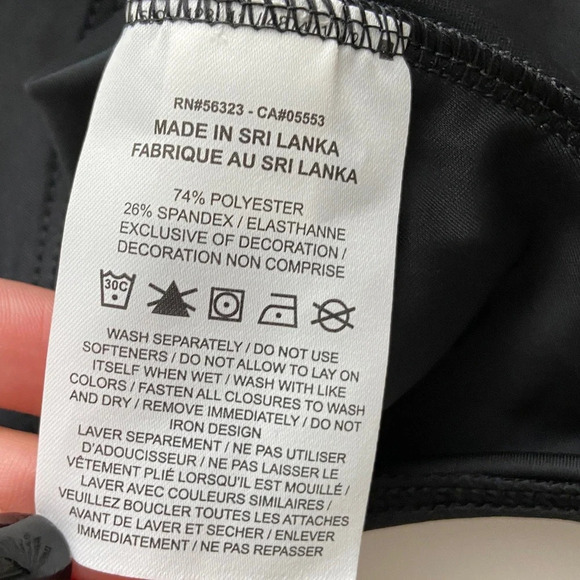 RN#56323 - CA#05553
MADE IN SRI LANKA
FABRIQUE AU SRI LANKA
74% POLYESTER
26% SPANDEX / ELASTHANNE
EXCLUSIVE OF DECORATION /
DECORATION NON COMPRISE
30C
WASH SEPARATELY / DO NOT USE
SOFTENERS / DO NOT ALLOW TO LAY ON
ITSELF WHEN WET / WASH WITH LIKE
COLORS / FASTEN ALL CLOSURES TO WASH
AND DRY / REMOVE IMMEDIATELY / DO NOT
IRON DESIGN
LAVER SEPAREMENT / NE PAS UTILISER
D'ADOUCISSEUR / NE PAS LAISSER LE
VÊTEMENT PLIÉ LORSQU'IL EST MOUILLÉ /
LAVER AVEC COULEURS SIMILAIRES /
VEUILLEZ BOUCLER TOUTES LES ATTACHES
AVANT DE LAVER ET SECHER / ENLEVER
IMMEDIATEMENT / NE PAS REPASSER